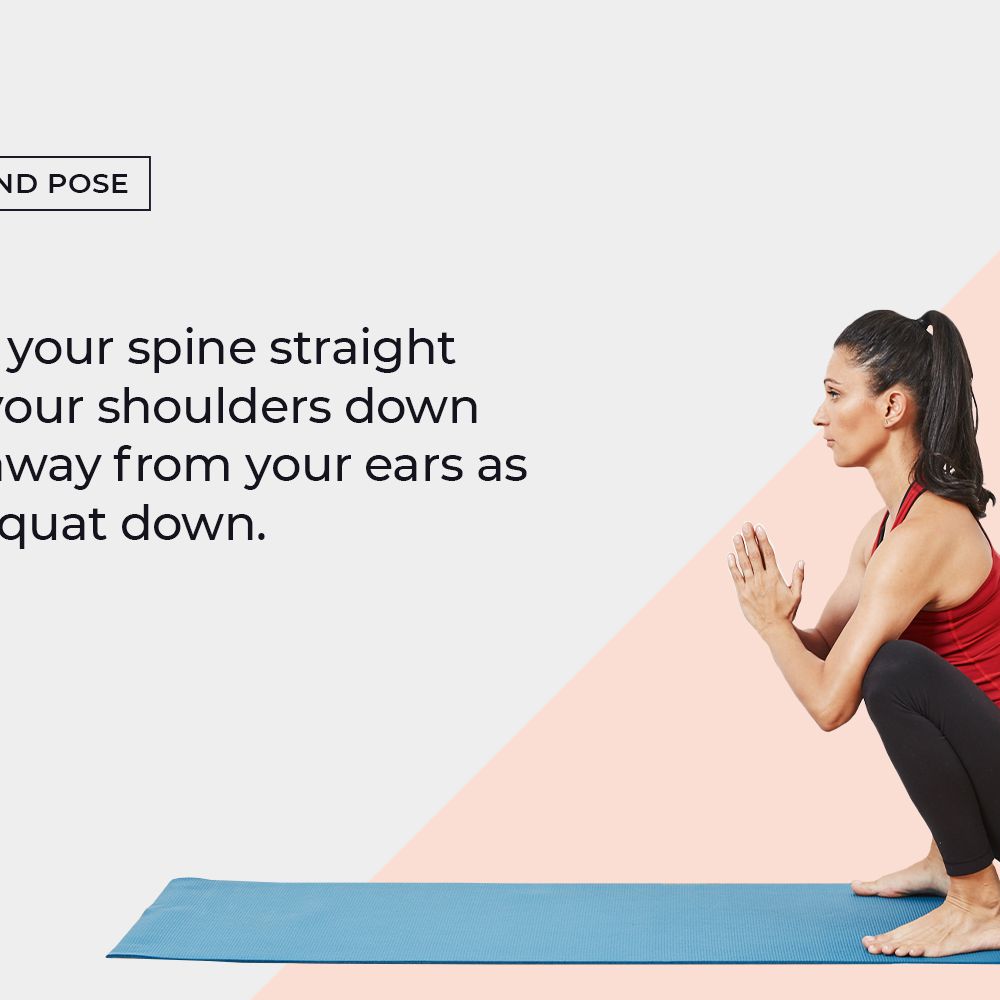 ND POSE
your spine straight
your shoulders down
away from your ears as
quat down.